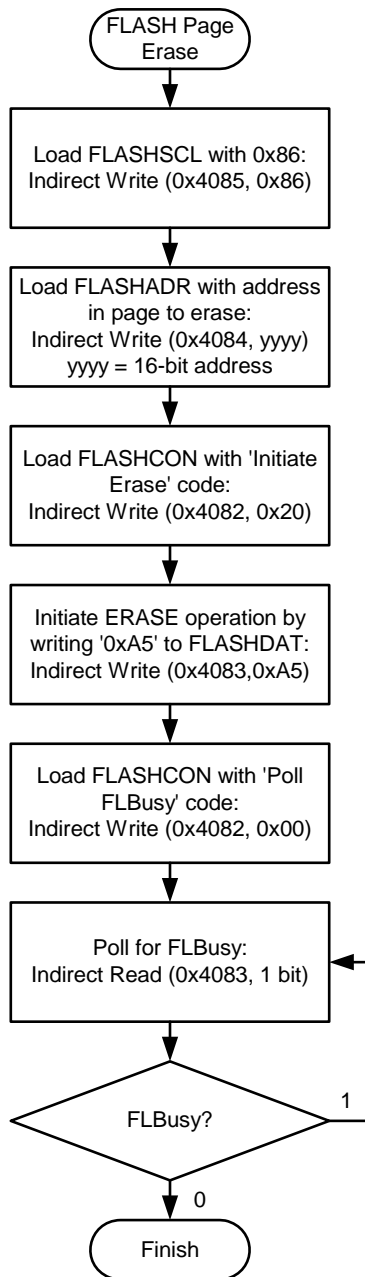 FLASH Page
Erase
Load FLASHSCL with 0x86:
Indirect Write (0x4085, 0x86)
Load FLASHADR with address
in page to erase:
Indirect Write (0x4084, yyyy)
yyyy = 16-bit address
Load FLASHCON with 'Initiate
Erase' code:
Indirect Write (0x4082, 0x20)
Initiate ERASE operation by
writing '0xA5' to FLASHDAT:
Indirect Write (0x4083,0xA5)
Load FLASHCON with 'Poll
FLBusy' code:
Indirect Write (0x4082, 0x00)
Poll for FLBusy:
Indirect Read (0x4083, 1 bit)
FLBusy?
1
0
Finish